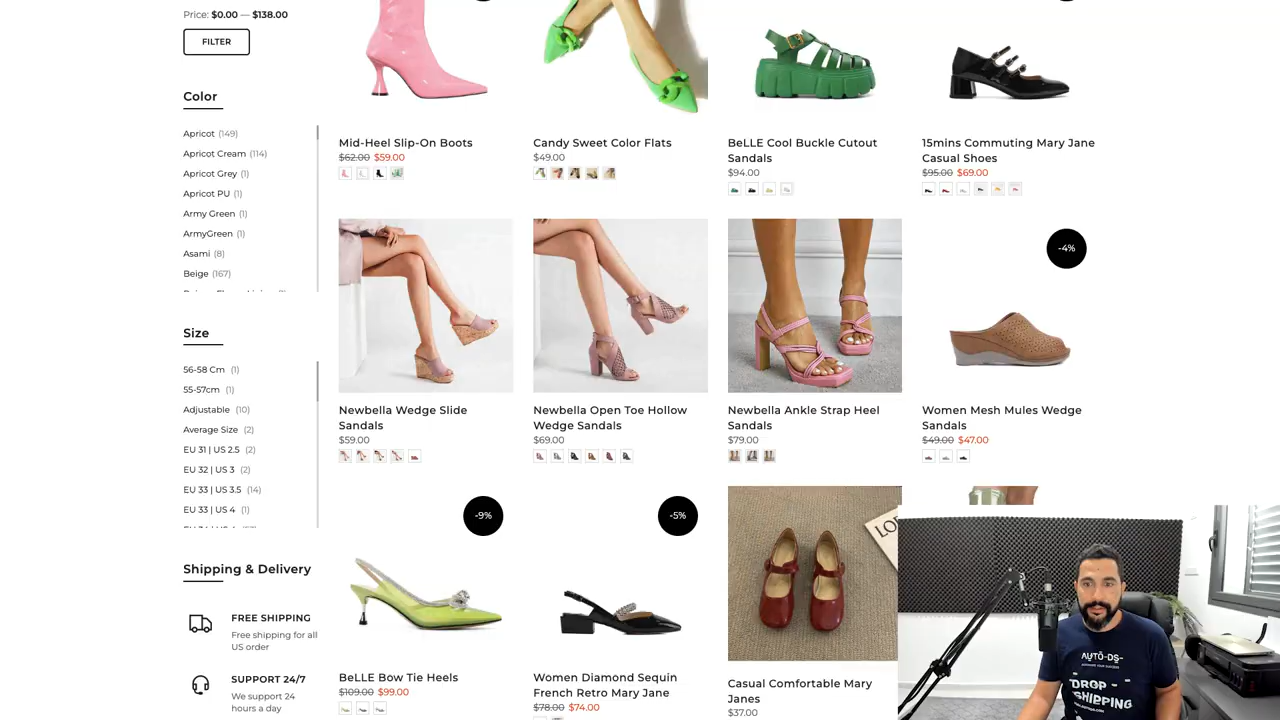 Price: $0.00 — $138.00
FILTER
Color
Apricot (149)
Apricot Cream (114)
Apricot Grey (1)
Apricot PU (1)
Army Green (1)
ArmyGreen (1)
Asami (8)
Beige (167)
Size
56-58 Cm (1)
55-57cm (1)
Adjustable (10)
Average Size (2)
EU 31 | US 2.5 (2)
EU 32 | US 3 (2)
EU 33 | US 3.5 (14)
EU 33 | US 4 (1)
Shipping & Delivery
FREE SHIPPING
Free shipping for all
US order
SUPPORT 24/7
We support 24
hours a day
Mid-Heel Slip-On Boots
$62.00 $59.00
Candy Sweet Color Flats
$49.00
BeLLE Cool Buckle Cutout
Sandals
$94.00
15mins Commuting Mary Jane
Casual Shoes
$95.00 $69.00
Newbella Wedge Slide
Sandals
$59.00
Newbella Open Toe Hollow
Wedge Sandals
$69.00
Newbella Ankle Strap Heel
Sandals
$79.00
-4%
Women Mesh Mules Wedge
Sandals
$49.00 $47.00
-9%
BeLLE Bow Tie Heels
$109.00 $99.00
-5%
Women Diamond Sequin
French Retro Mary Jane
$78.00 $74.00
LO
Casual Comfortable Mary
Janes
$37.00
AUTO-DS
DROP
SHIPPING